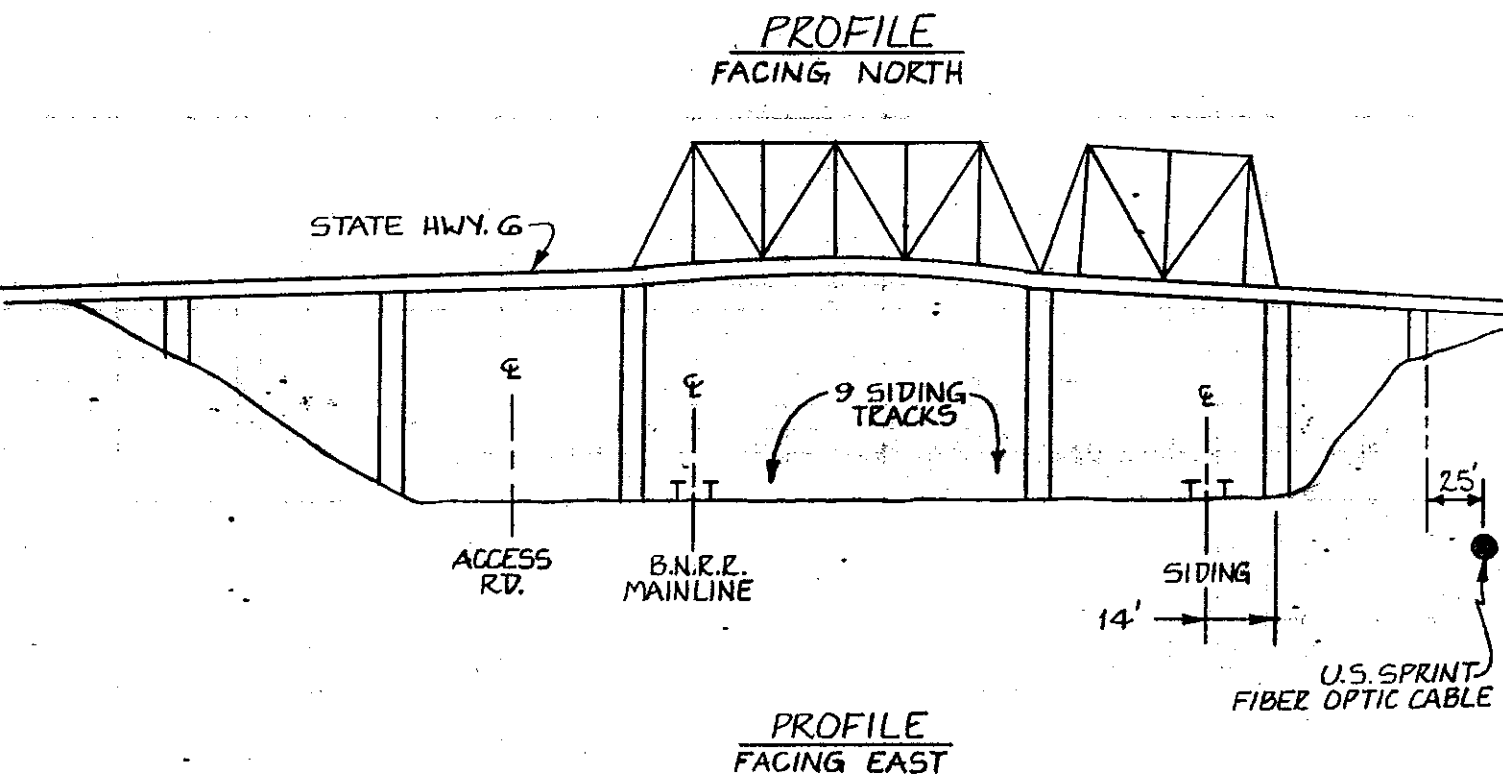 PROFILE
FACING NORTH
STATE HWY. 6
℄
℄
9 SIDING
TRACKS
℄
25'
ACCESS
RD.
B.N.R.R.
MAINLINE
SIDING
14'
U.S. SPRINT
FIBER OPTIC CABLE
PROFILE
FACING EAST